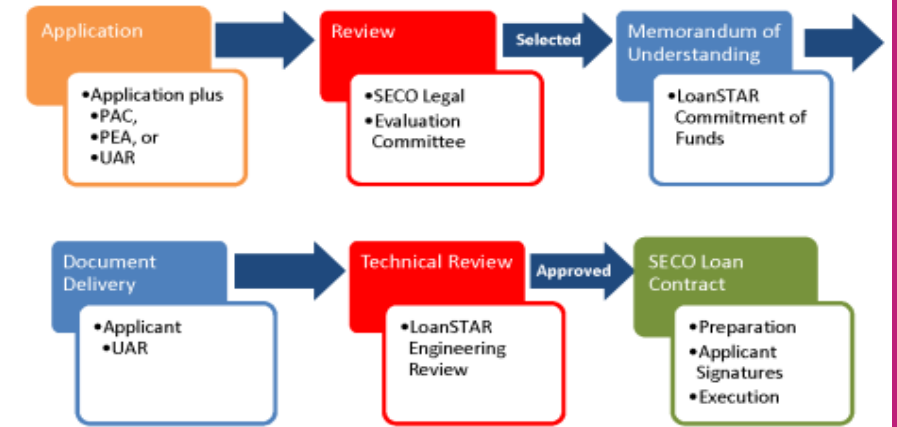 Application
•Application plus
•PAC,
•PEA, or
•UAR
Review
•SECO Legal
•Evaluation
Committee
Selected
Memorandum of
Understanding
•LoanSTAR
Commitment of
Funds
Document
Delivery
•Applicant
•UAR
Technical Review
•LoanSTAR
Engineering
Review
Approved
SECO Loan
Contract
•Preparation
•Applicant
Signatures
•Execution